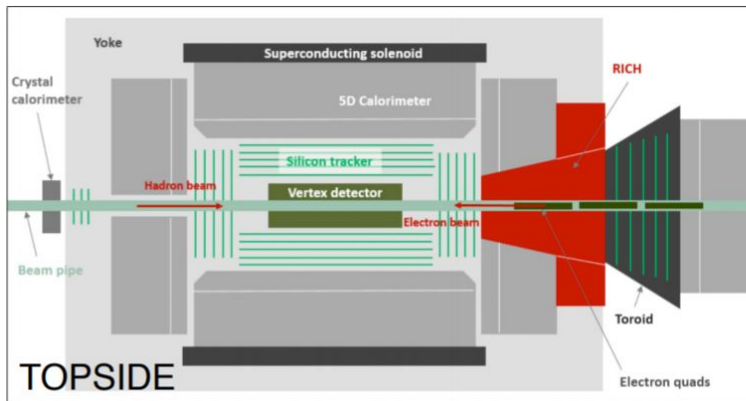 Yoke
Superconducting solenoid
RICH
Crystal
calorimeter
5D Calorimeter
Silicon tracker
Hadron beam
Vertex detector
Electron beam
Beam pipe
Toroid
TOPSIDE
Electron quads